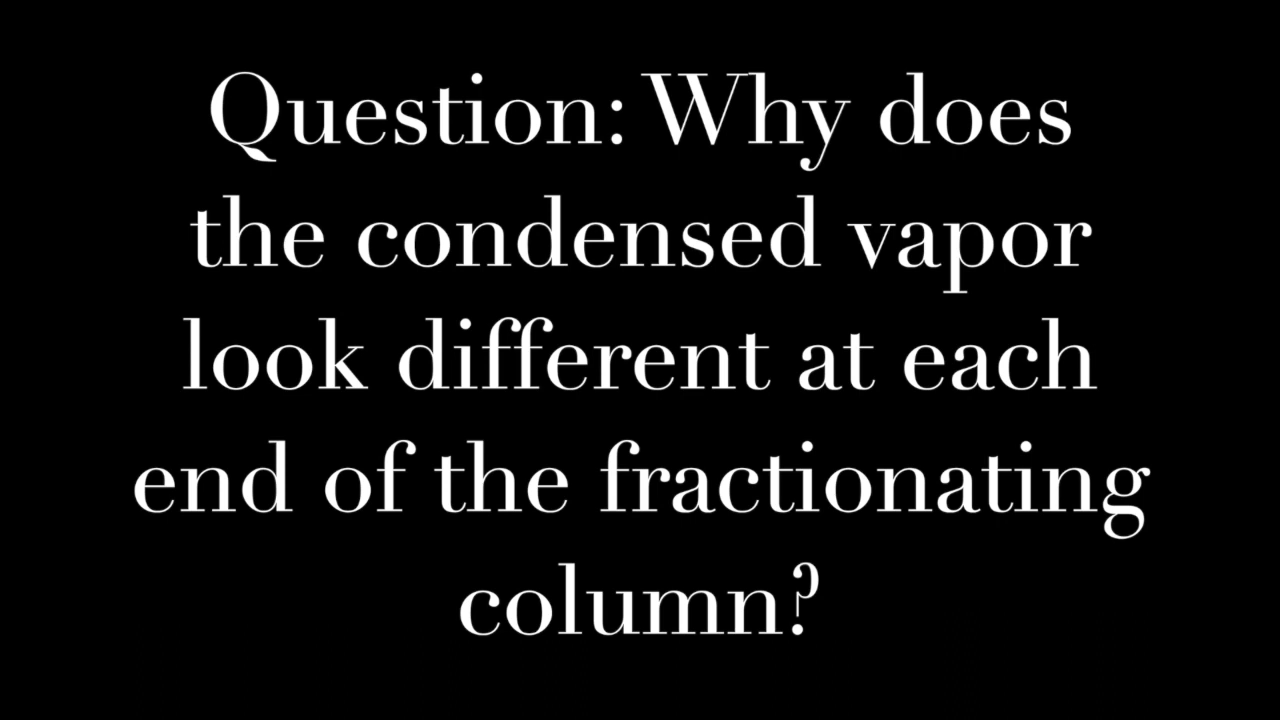 Question: Why does
the condensed vapor
look different at each
end of the fractionating
column?